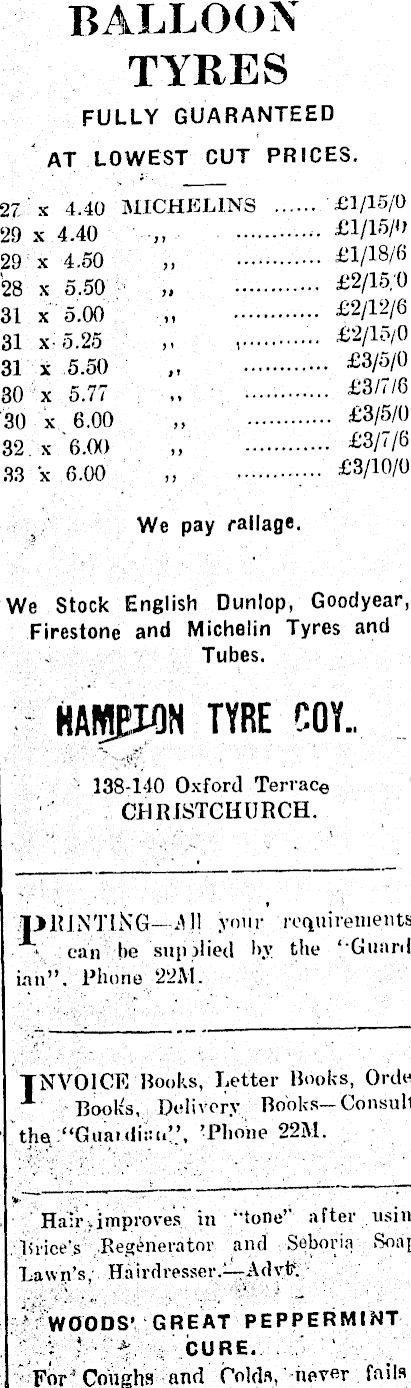 BALLOON
TYRES
FULLY GUARANTEED
AT LOWEST CUT PRICES.
27 x 4.40 MICHELINS ...... £1/15/0
29 x 4.40 ,, ............ £1/15/0
29 x 4.50 ,, ............ £1/18/6
28 x 5.50 ,, ............ £2/15/0
31 x 5.00 ,, ............ £2/12/6
31 x 5.25 ,, ............ £2/15/0
31 x 5.50 ,, ............ £3/5/0
30 x 5.77 ,, ............ £3/7/6
30 x 6.00 ,, ............ £3/5/0
32 x 6.00 ,, ............ £3/7/6
33 x 6.00 ,, ............ £3/10/0
We pay railage.
We Stock English Dunlop, Goodyear,
Firestone and Michelin Tyres and
Tubes.
HAMPTON TYRE COY.,
138-140 Oxford Terrace
CHRISTCHURCH.
PRINTING—All your requirements
can be supplied by the "Guard
ian". Phone 22M.
INVOICE Books, Letter Books, Orde
Books, Delivery Books—Consult
the "Guardian", 'Phone 22M.
Hair improves in "tone" after usin
Brice's Regenerator and Seboria Soap
Lawn's, Hairdresser.—Advt.
WOODS' GREAT PEPPERMINT
CURE.
For Coughs and Colds, never fails